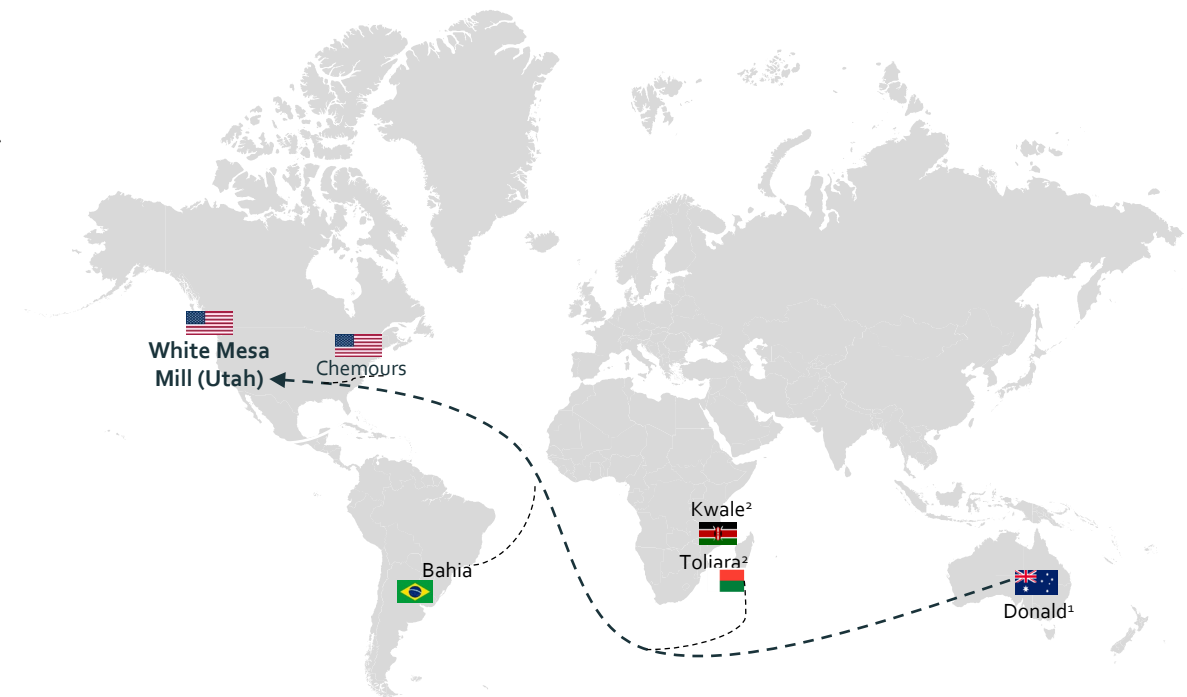 White Mesa
Mill (Utah)
Chemours
Kwale²
Toliara²
Bahia
Donald¹